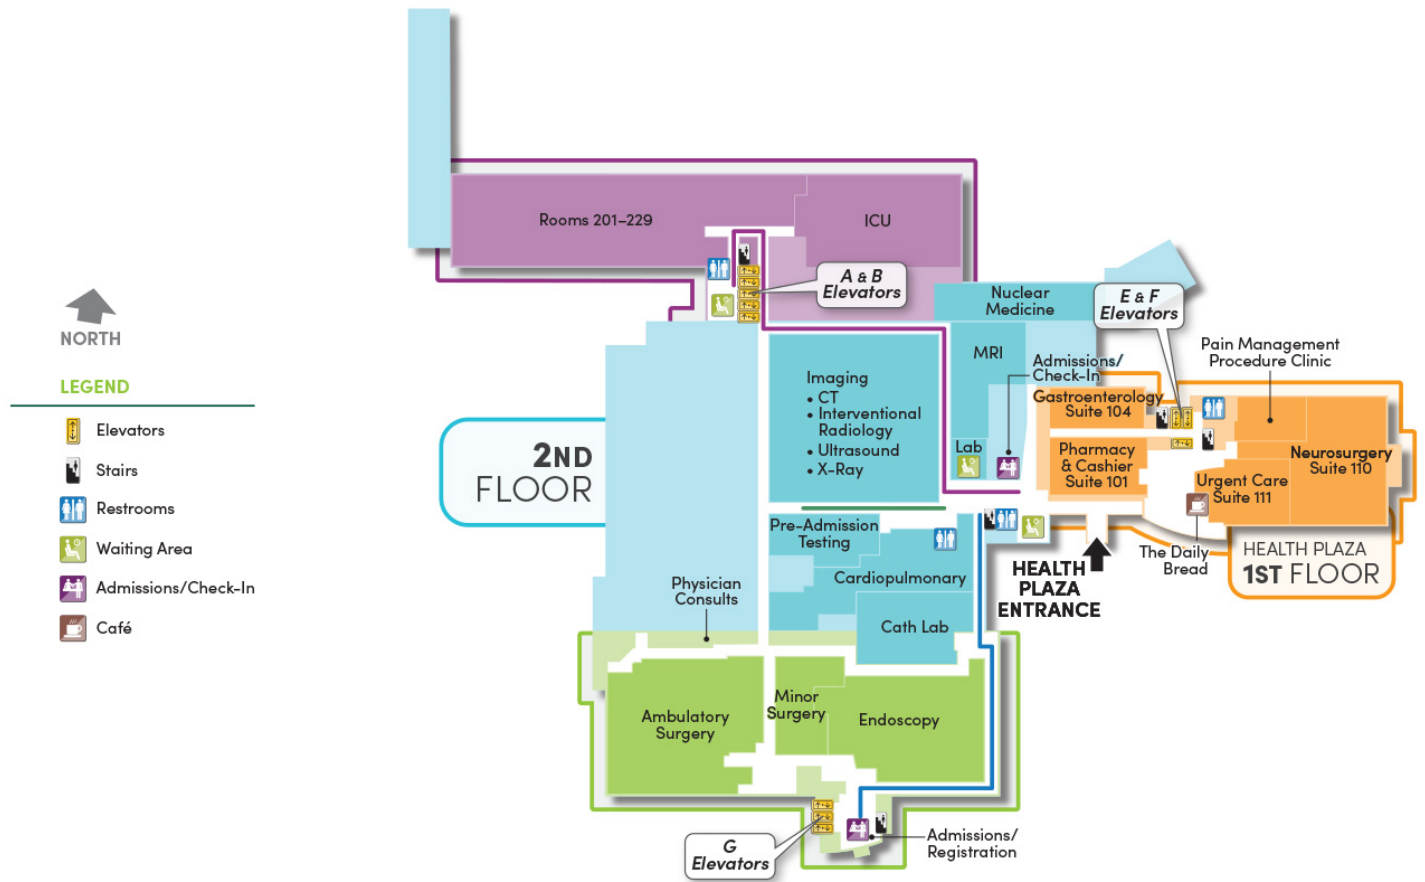 Rooms 201–229
ICU
A & B
Elevators
Nuclear
Medicine
E & F
Elevators
NORTH
Pain Management
Procedure Clinic
MRI
Admissions/
Check-In
LEGEND
Imaging
• CT
• Interventional
Radiology
• Ultrasound
• X-Ray
Gastroenterology
Suite 104
Elevators
Stairs
Restrooms
Waiting Area
Admissions/Check-In
Café
2ND
FLOOR
Lab
Pharmacy
& Cashier
Suite 101
Neurosurgery
Suite 110
Urgent Care
Suite 111
Pre-Admission
Testing
The Daily
Bread
HEALTH PLAZA
1ST FLOOR
HEALTH
PLAZA
ENTRANCE
Cardiopulmonary
Physician
Consults
Cath Lab
Minor
Surgery
Ambulatory
Surgery
Endoscopy
G
Elevators
Admissions/
Registration